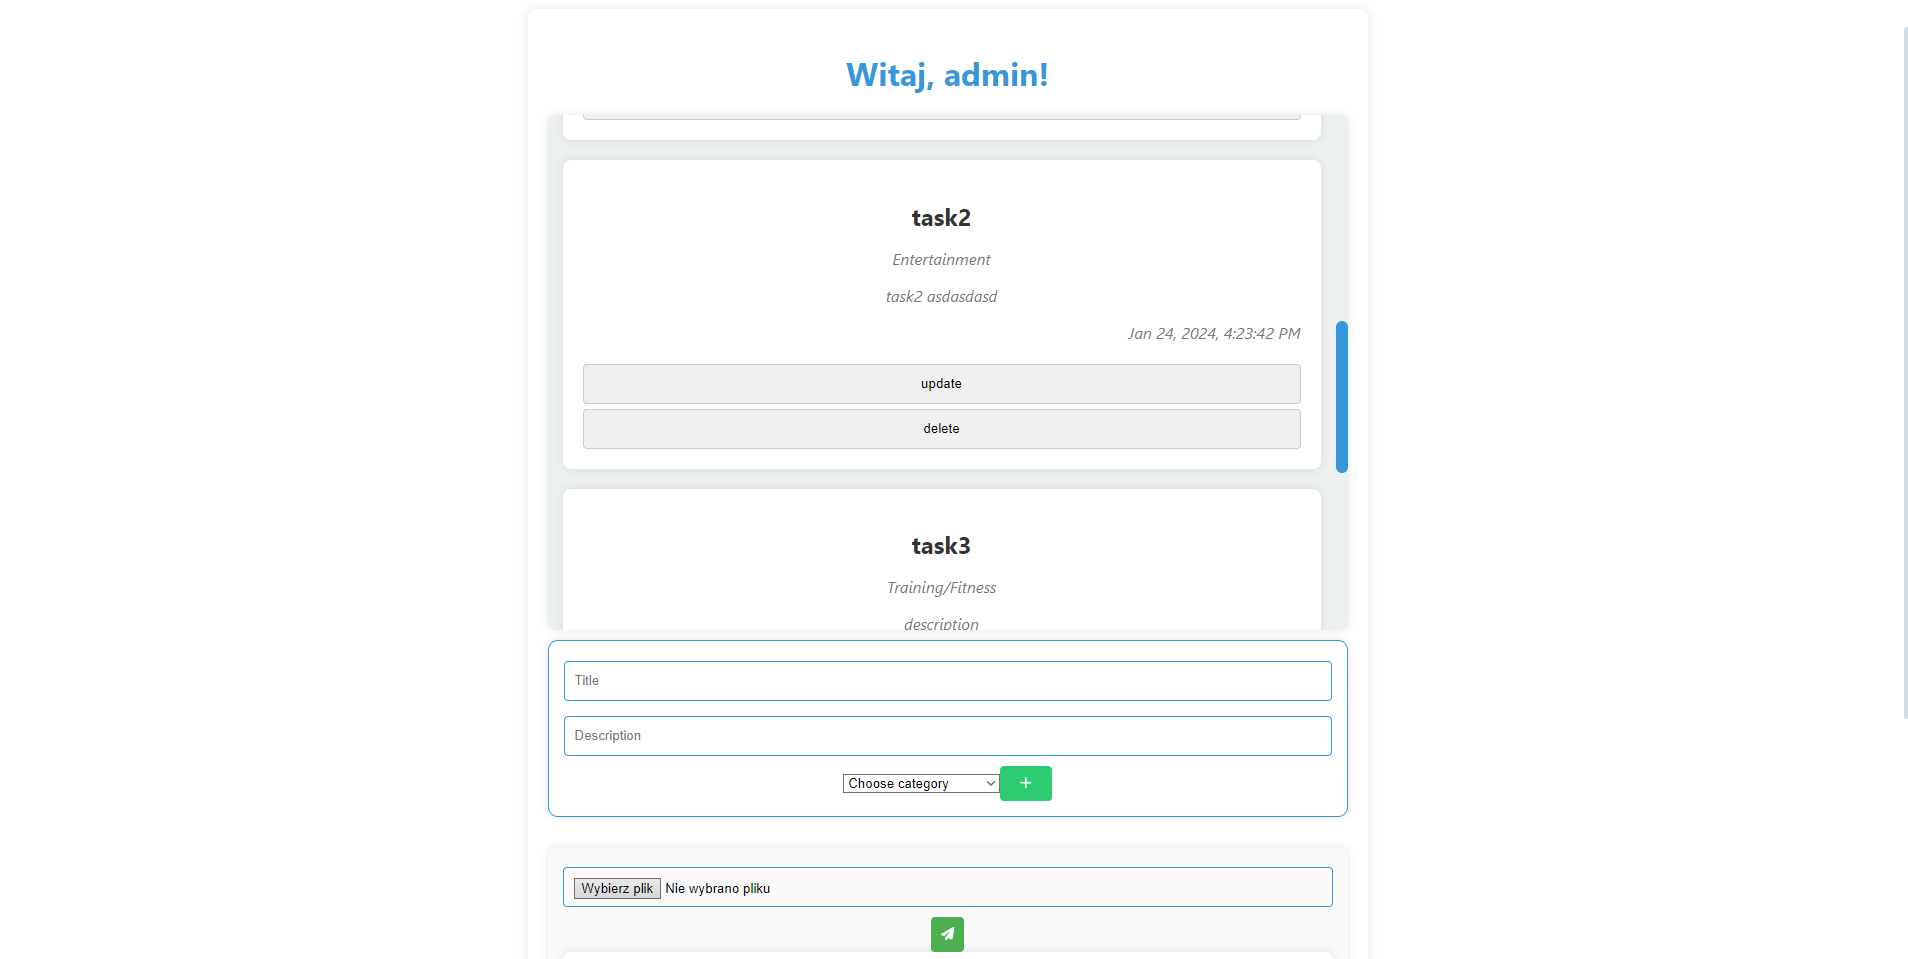 Witaj, admin!
task2
Entertainment
task2 asdasdasd
Jan 24, 2024, 4:23:42 PM
update
delete
task3
Training/Fitness
description
Title
Description
Choose category +
Wybierz plik Nie wybrano pliku